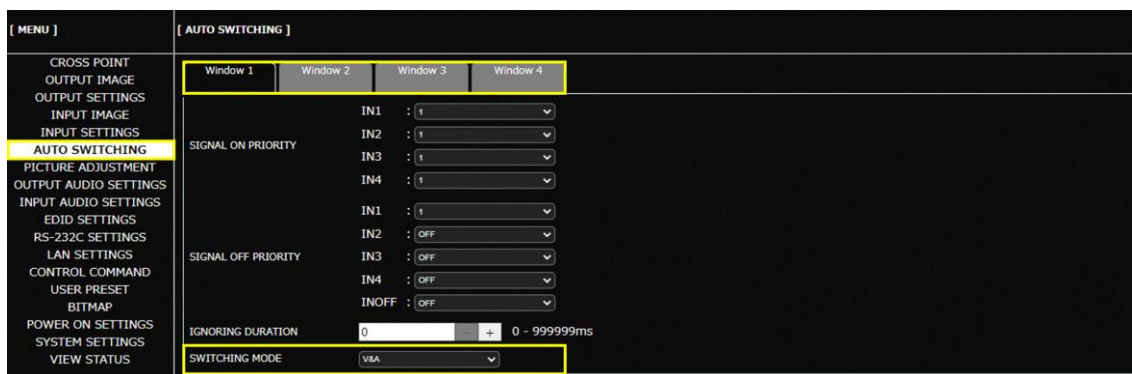 [ MENU ]
[ AUTO SWITCHING ]
CROSS POINT
OUTPUT IMAGE
OUTPUT SETTINGS
INPUT IMAGE
INPUT SETTINGS
AUTO SWITCHING
PICTURE ADJUSTMENT
OUTPUT AUDIO SETTINGS
INPUT AUDIO SETTINGS
EDID SETTINGS
RS-232C SETTINGS
LAN SETTINGS
CONTROL COMMAND
USER PRESET
BITMAP
POWER ON SETTINGS
SYSTEM SETTINGS
VIEW STATUS
Window 1 Window 2 Window 3 Window 4
SIGNAL ON PRIORITY
IN1 : 1
IN2 : 1
IN3 : 1
IN4 : 1
SIGNAL OFF PRIORITY
IN1 : 1
IN2 : OFF
IN3 : OFF
IN4 : OFF
INOFF : OFF
IGNORING DURATION 0 - + 0 - 999999ms
SWITCHING MODE V&A